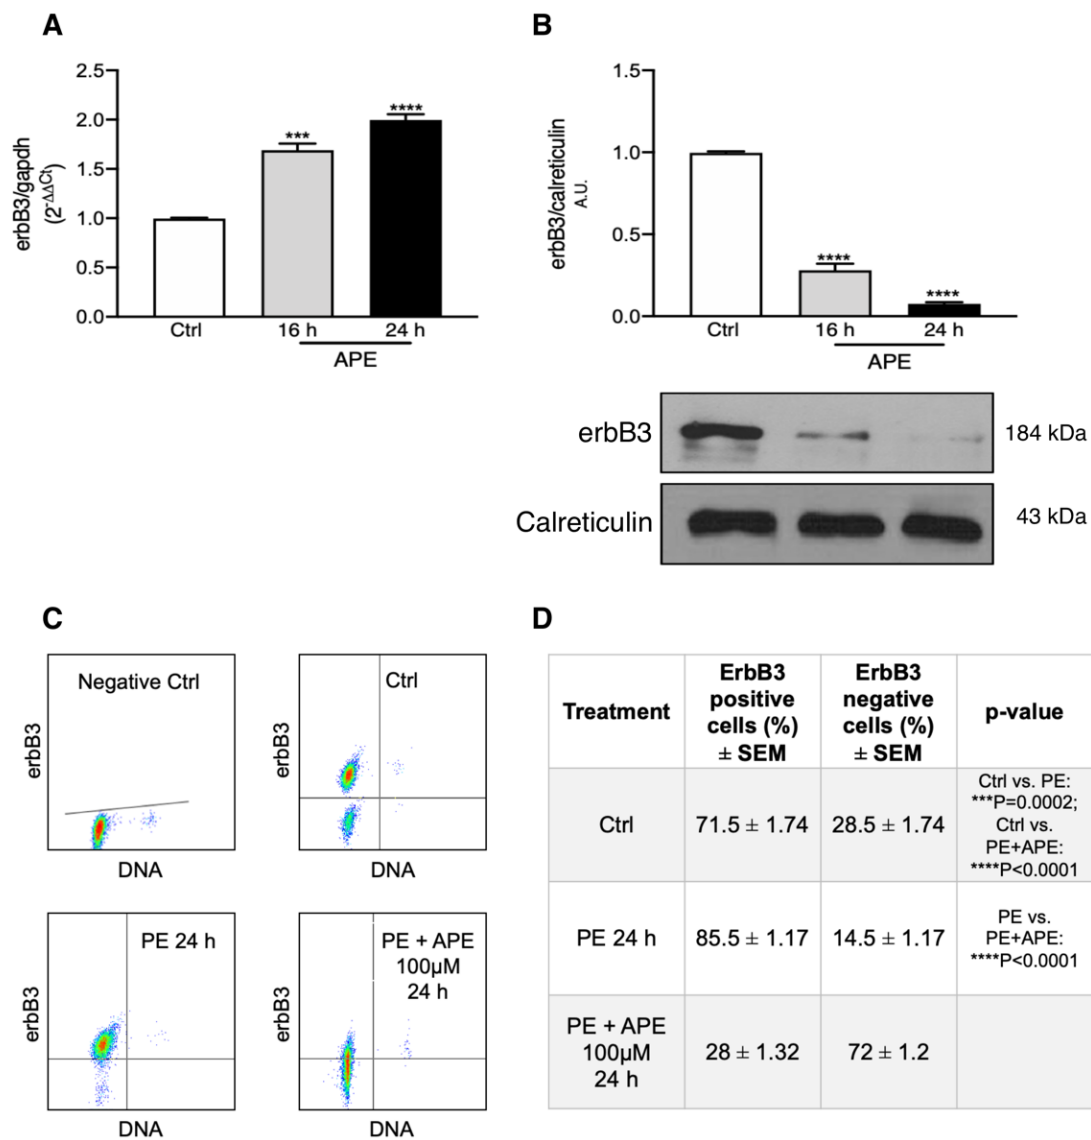 A
2.5
2.0
1.5
1.0
0.5
0.0
erbB3/gapdh
(2^-ΔΔCt)
***
****
Ctrl
16 h
24 h
APE
B
1.5
1.0
0.5
0.0
erbB3/calreticulin
A.U.
****
****
Ctrl
16 h
24 h
APE
erbB3
184 kDa
Calreticulin
43 kDa
C
Negative Ctrl
erbB3
DNA
Ctrl
erbB3
DNA
PE 24 h
erbB3
DNA
PE + APE
100µM
24 h
erbB3
DNA
D
Treatment
ErbB3
positive
cells (%)
± SEM
ErbB3
negative
cells (%)
± SEM
p-value
Ctrl
71.5 ± 1.74
28.5 ± 1.74
Ctrl vs. PE:
***P=0.0002;
Ctrl vs.
PE+APE:
****P<0.0001
PE 24 h
85.5 ± 1.17
14.5 ± 1.17
PE vs.
PE+APE:
****P<0.0001
PE + APE
100µM
24 h
28 ± 1.32
72 ± 1.2